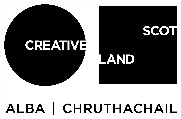 SCOT
CREATIVE
LAND
ALBA | CHRUTHACHAIL